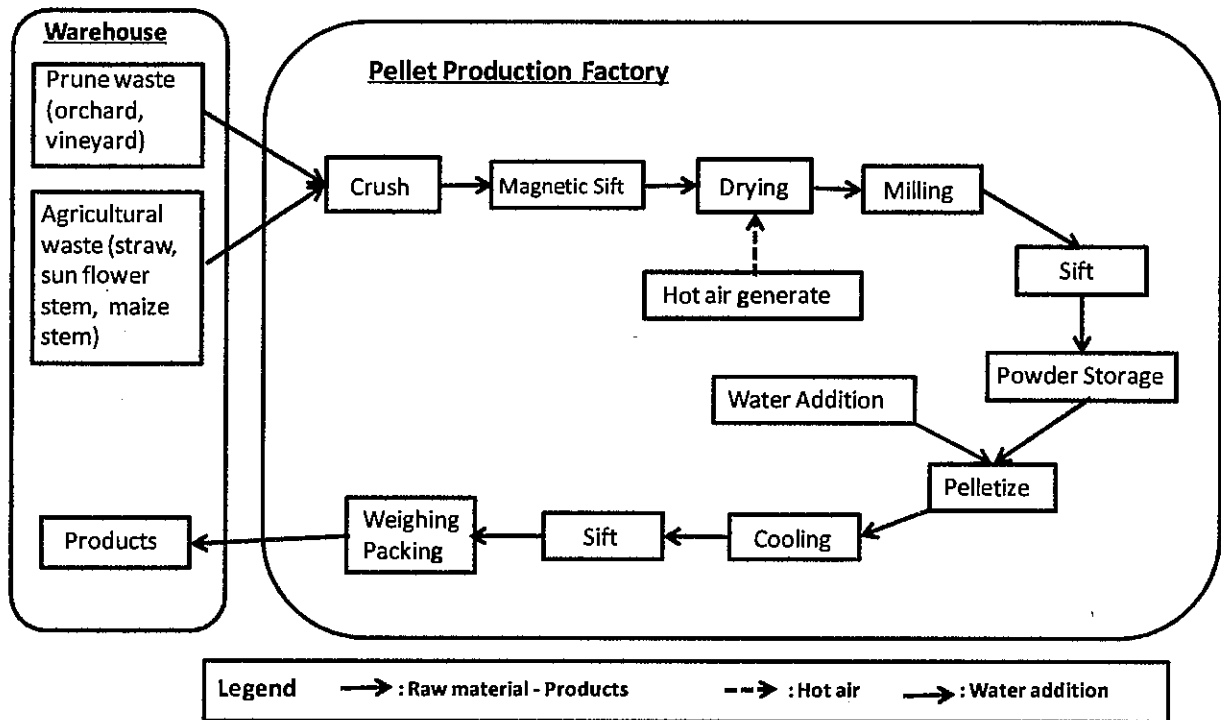 Warehouse
Prune waste
(orchard,
vineyard)
Agricultural
waste (straw,
sun flower
stem, maize
stem)
Products
Pellet Production Factory
Crush
Magnetic Sift
Drying
Milling
Hot air generate
Sift
Powder Storage
Water Addition
Pelletize
Cooling
Sift
Weighing
Packing
Legend : Raw material - Products : Hot air : Water addition